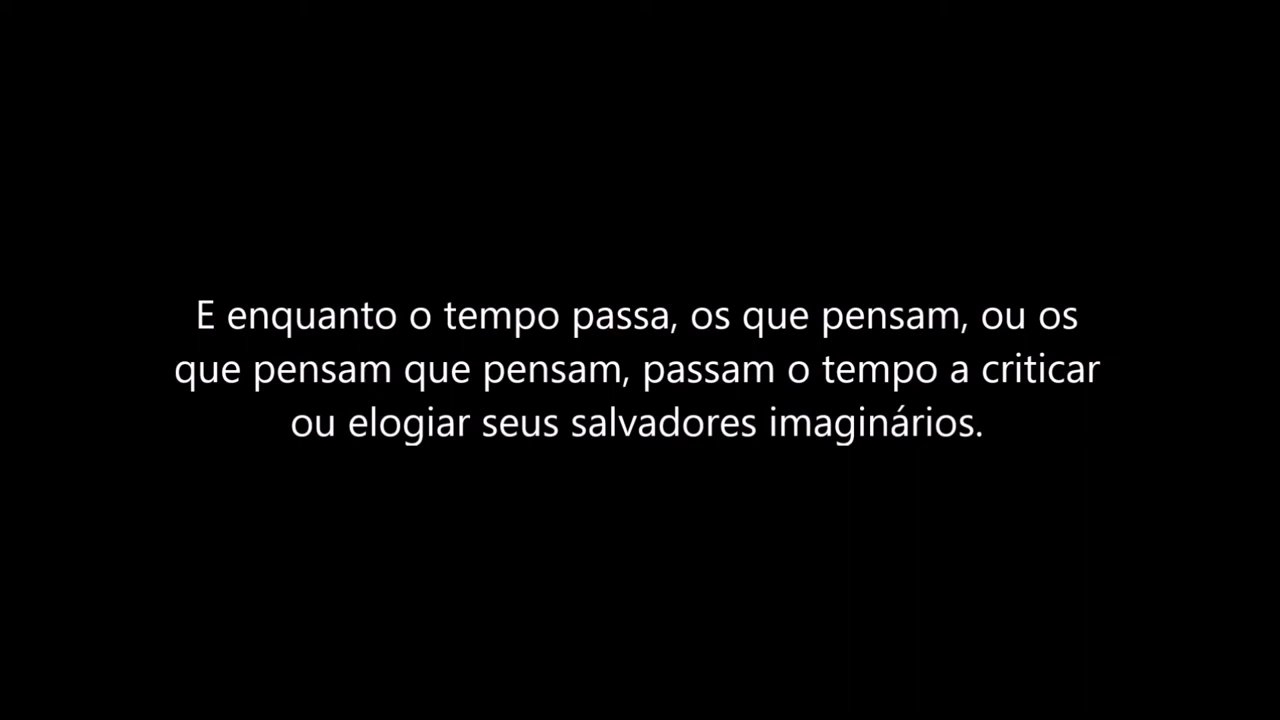 E enquanto o tempo passa, os que pensam, ou os
que pensam que pensam, passam o tempo a criticar
ou elogiar seus salvadores imaginários.